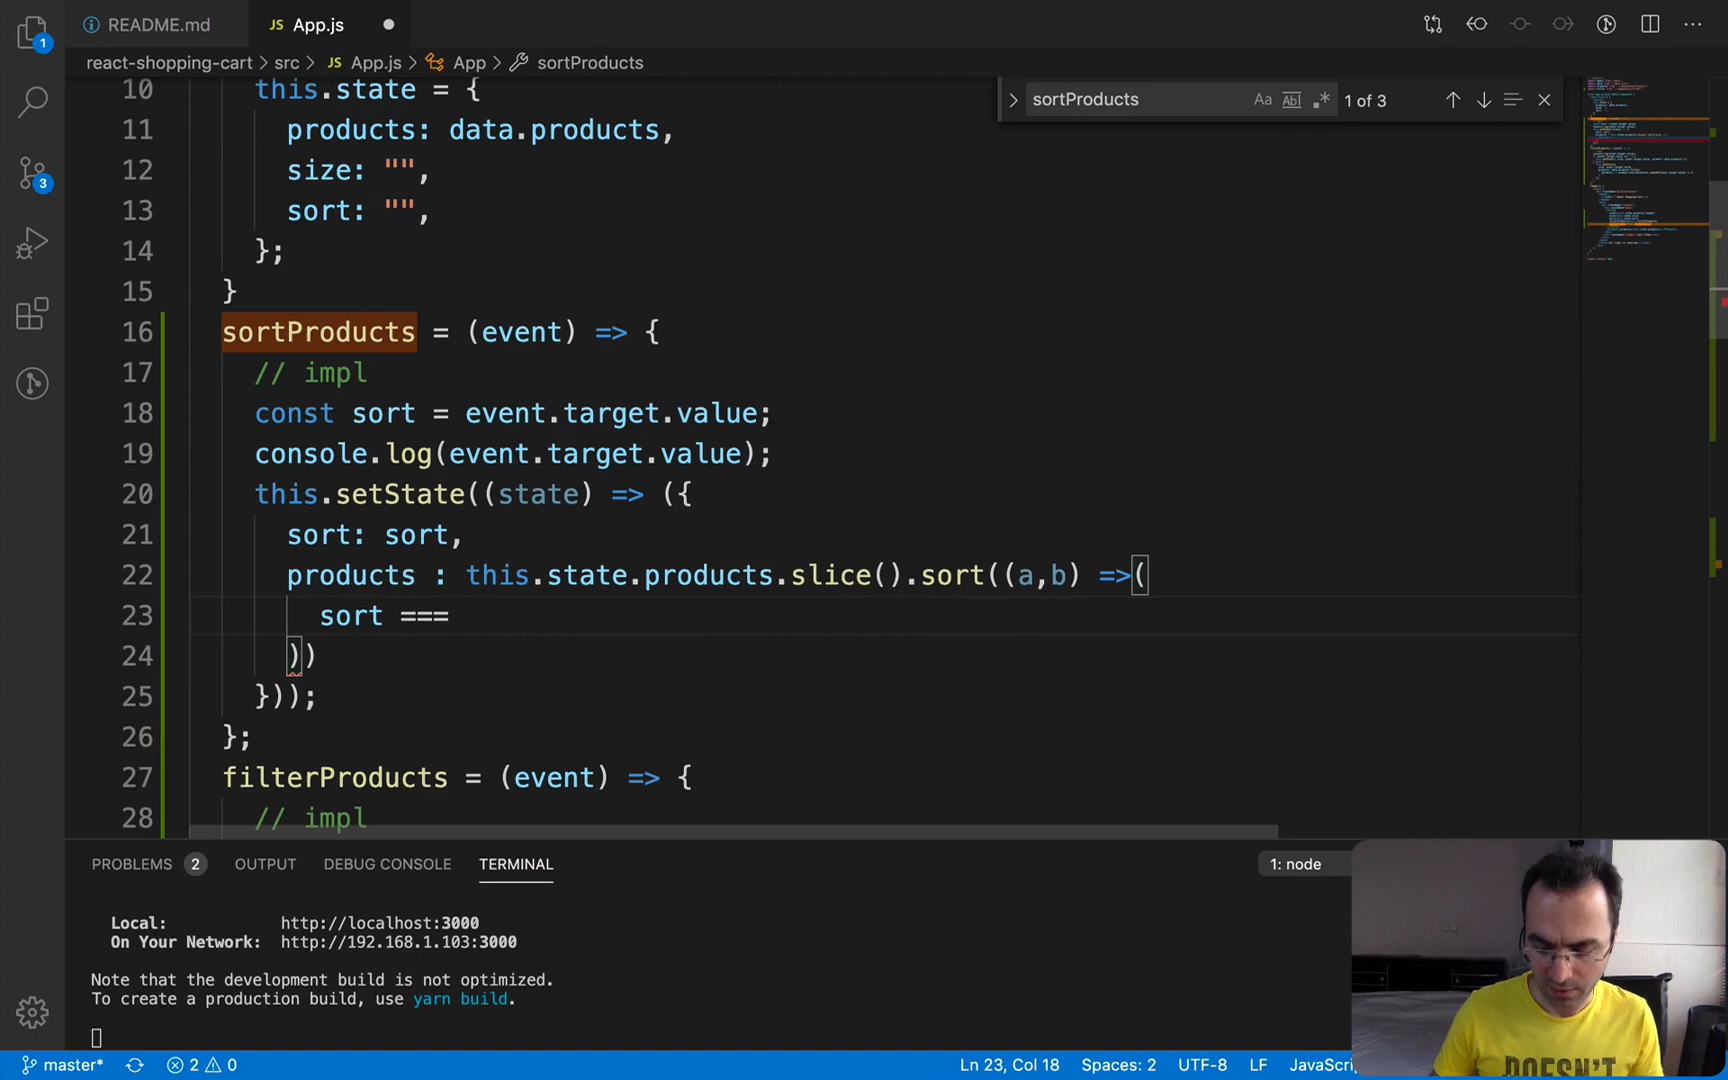 README.md
JS App.js
react-shopping-cart > src > JS App.js > App > sortProducts
sortProducts
Aa Abl .* 1 of 3
1
3
10 this.state = {
11 products: data.products,
12 size: "",
13 sort: "",
14 };
15 }
16 sortProducts = (event) => {
17 // impl
18 const sort = event.target.value;
19 console.log(event.target.value);
20 this.setState((state) => ({
21 sort: sort,
22 products : this.state.products.slice().sort((a,b) =>(
23 sort ===
24 ))
25 }));
26 };
27 filterProducts = (event) => {
28 // impl
PROBLEMS 2 OUTPUT DEBUG CONSOLE TERMINAL
1: node
Local: http://localhost:3000
On Your Network: http://192.168.1.103:3000
Note that the development build is not optimized.
To create a production build, use yarn build.
DOESN'T
master* 2 0
Ln 23, Col 18 Spaces: 2 UTF-8 LF